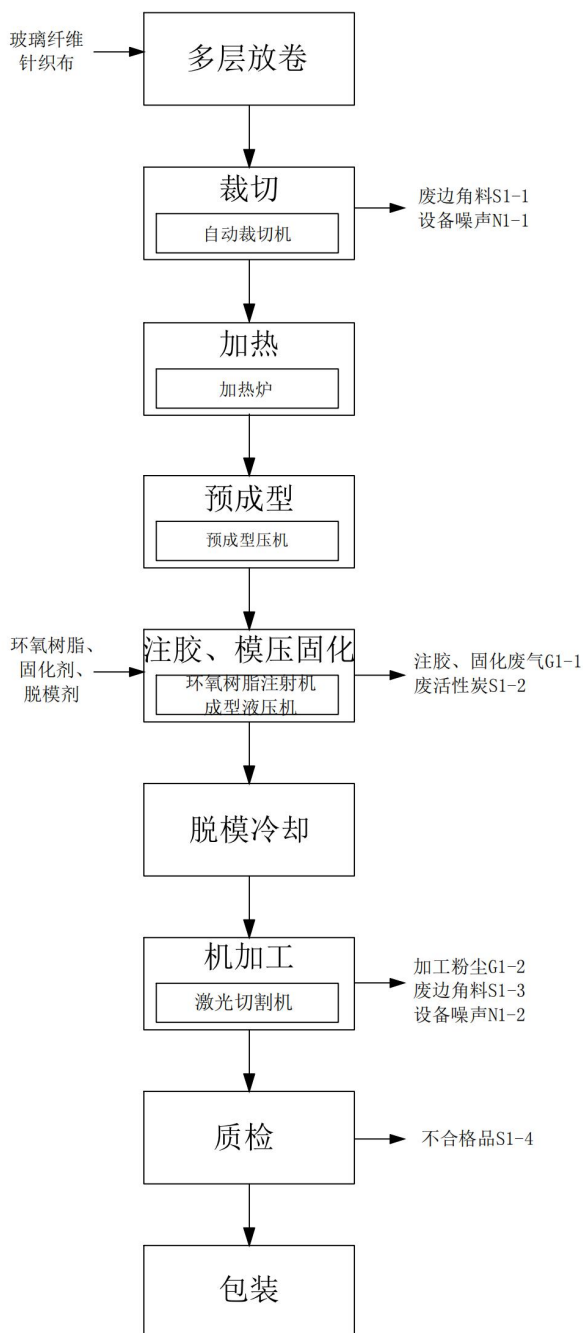 玻璃纤维
针织布
多层放卷
裁切
自动裁切机
废边角料S1-1
设备噪声N1-1
加热
加热炉
预成型
预成型压机
环氧树脂、
固化剂、
脱模剂
注胶、模压固化
环氧树脂注射机
成型液压机
注胶、固化废气G1-1
废活性炭S1-2
脱模冷却
机加工
激光切割机
加工粉尘G1-2
废边角料S1-3
设备噪声N1-2
质检
不合格品S1-4
包装